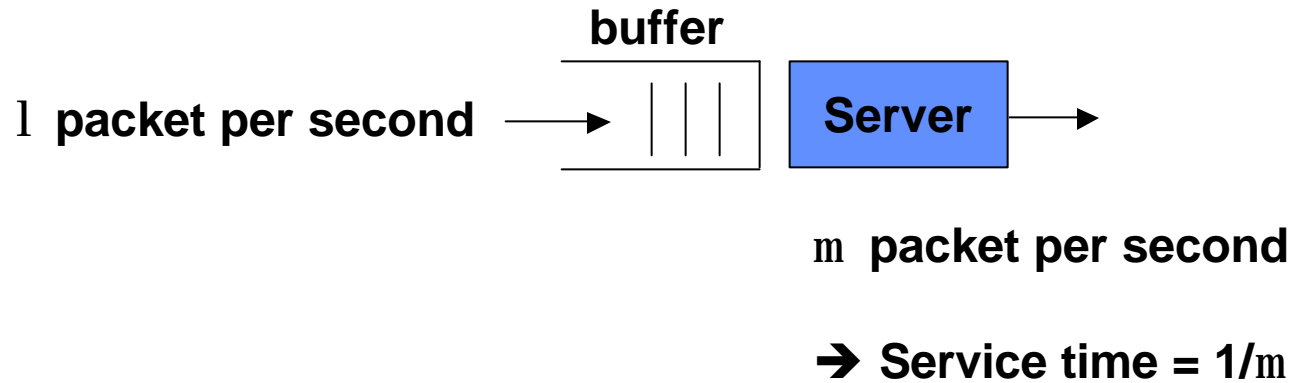 buffer
l packet per second
Server
m packet per second
➔ Service time = 1/m